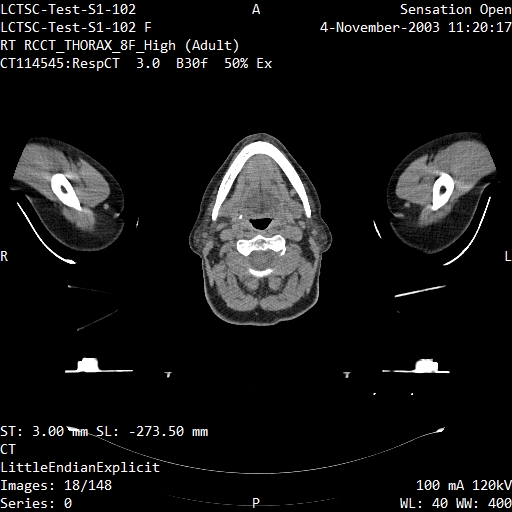 LCTSC-Test-S1-102
A
Sensation Open
LCTSC-Test-S1-102 F
4-November-2003 11:20:17
RT RCCT_THORAX_8F_High (Adult)
CT114545:RespCT 3.0 B30f 50% Ex
R
L
ST: 3.00 mm SL: -273.50 mm
CT
LittleEndianExplicit
Images: 18/148
100 mA 120kV
Series: 0
P
WL: 40 WW: 400